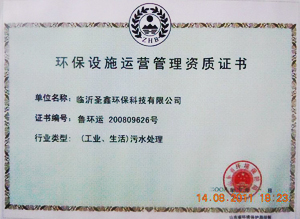 ZHB
环保设施运营管理资质证书
单位名称：临沂圣鑫环保科技有限公司
证书编号：鲁环运 200809626号
行业类型：(工业、生活)污水处理
14.08.2011 16:23